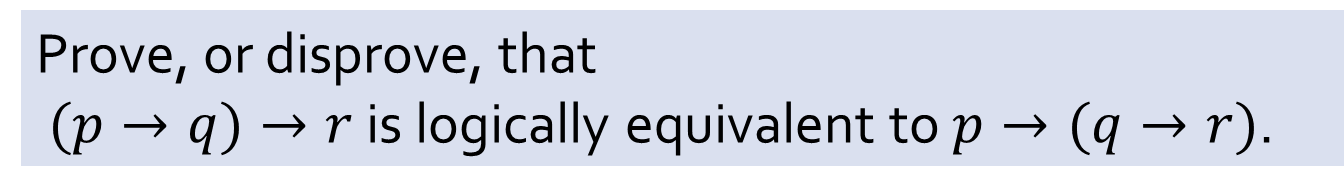 Prove, or disprove, that
(p → q) → r is logically equivalent to p → (q → r).